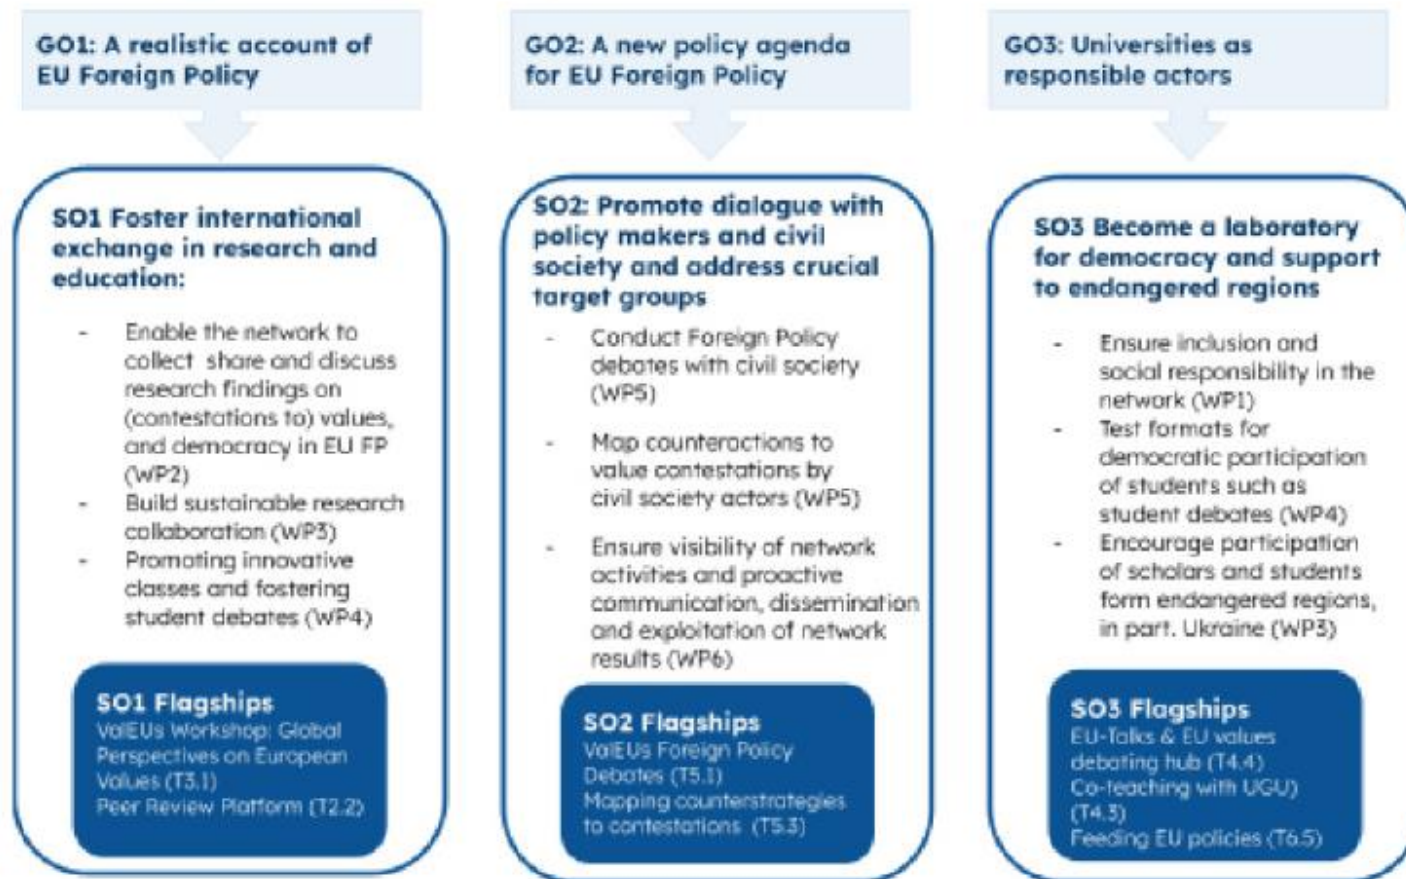 GO1: A realistic account of
EU Foreign Policy
GO2: A new policy agenda
for EU Foreign Policy
GO3: Universities as
responsible actors
SO1 Foster international
exchange in research and
education:
- Enable the network to
collect share and discuss
research findings on
(contestations to) values,
and democracy in EU FP
(WP2)
- Build sustainable research
collaboration (WP3)
- Promoting innovative
classes and fostering
student debates (WP4)
SO1 Flagships
ValEUs Workshop: Global
Perspectives on European
Values (T3.1)
Peer Review Platform (T2.2)
SO2: Promote dialogue with
policy makers and civil
society and address crucial
target groups
- Conduct Foreign Policy
debates with civil society
(WP5)
- Map counteractions to
value contestations by
civil society actors (WP5)
- Ensure visibility of network
activities and proactive
communication, dissemination
and exploitation of network
results (WP6)
SO2 Flagships
ValEUs Foreign Policy
Debates (T5.1)
Mapping counterstrategies
to contestations (T5.3)
SO3 Become a laboratory
for democracy and support
to endangered regions
- Ensure inclusion and
social responsibility in the
network (WP1)
- Test formats for
democratic participation
of students such as
student debates (WP4)
- Encourage participation
of scholars and students
form endangered regions,
in part. Ukraine (WP3)
SO3 Flagships
EU-Talks & EU values
debating hub (T4.4)
Co-teaching with UGU)
(T4.3)
Feeding EU policies (T6.5)